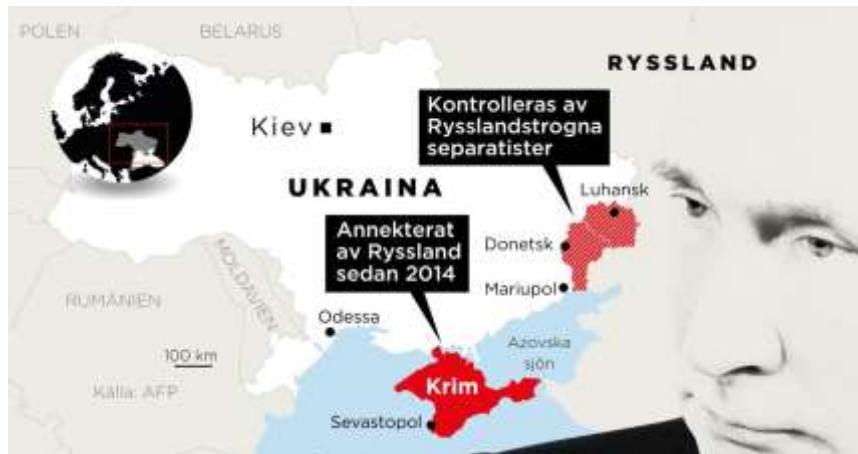 POLEN
BELARUS
RYSSLAND
Kiev
Kontrolleras av
Rysslandstrogna
separatister
UKRAINA
Luhansk
Annekterat
av Ryssland
sedan 2014
Donetsk
MOLDAVIEN
Mariupol
RUMÄNIEN
Odessa
100 km
Azovska
sjön
Källa: AFP
Krim
Sevastopol